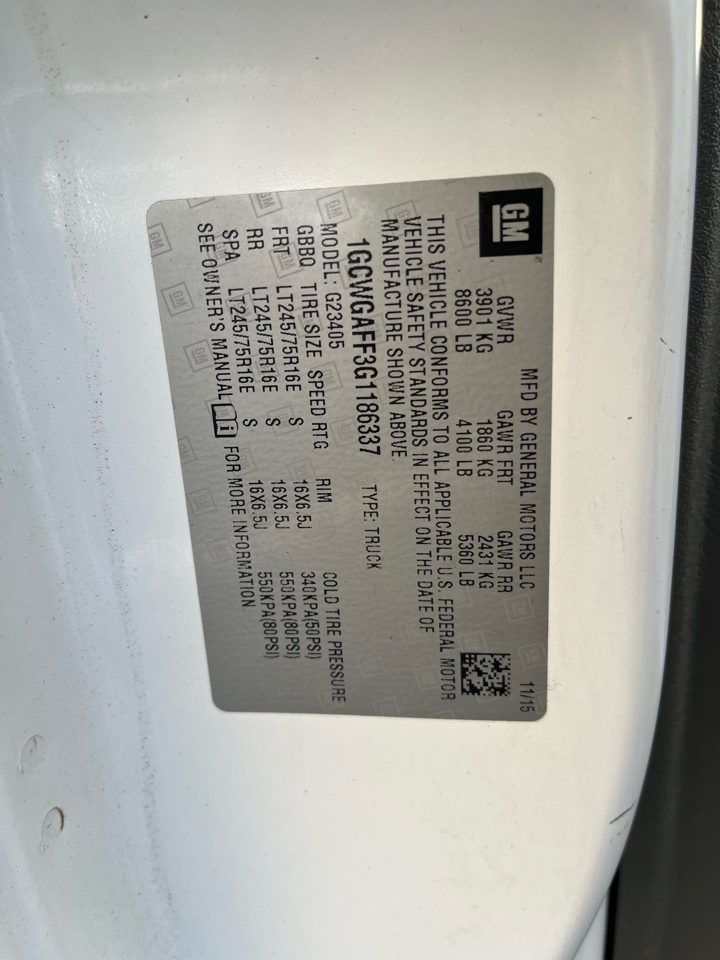 GM
MFD BY GENERAL MOTORS LLC 11/15
GVWR GAWR FRT GAWR RR
3901 KG 1860 KG 2431 KG
8600 LB 4100 LB 5360 LB
THIS VEHICLE CONFORMS TO ALL APPLICABLE U.S. FEDERAL MOTOR
VEHICLE SAFETY STANDARDS IN EFFECT ON THE DATE OF
MANUFACTURE SHOWN ABOVE.
1GCWGAFF3G1186337 TYPE: TRUCK
MODEL: G23405
GBBQ TIRE SIZE SPEED RTG RIM COLD TIRE PRESSURE
FRT LT245/75R16E S 16X6.5J 340KPA(50PSI)
RR LT245/75R16E S 16X6.5J 550KPA(80PSI)
SPA LT245/75R16E S 16X6.5J 550KPA(80PSI)
SEE OWNER'S MANUAL i FOR MORE INFORMATION